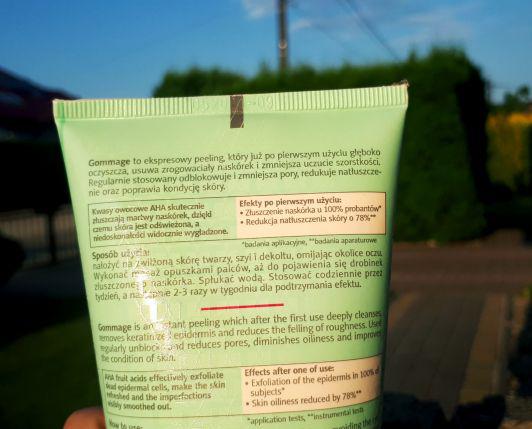 Gommage to ekspresowy peeling, który już po pierwszym użyciu głęboko
oczyszcza, usuwa zrogowaciały naskórek i zmniejsza uczucie szorstkości.
Regularnie stosowany odblokowuje i zmniejsza pory, redukuje natłuszcze-
nie oraz poprawia kondycję skóry.
Kwasy owocowe AHA skutecznie
złuszczają martwy naskórek, dzięki
czemu skóra jest odświeżona, a
niedoskonałości widocznie wygładzone.
Efekty po pierwszym użyciu:
• Złuszczenie naskórka u 100% probantów*
• Redukcja natłuszczenia skóry o 78%**
*badania aplikacyjne, **badania aparaturowe
Sposób użycia:
nałożyć na zwilżoną skórę twarzy, szyi i dekoltu, omijając okolice oczu.
Wykonać masaż opuszkami palców, aż do pojawienia się drobinek
złuszczonego naskórka. Spłukać wodą. Stosować codziennie przez
tydzień, a następnie 2-3 razy w tygodniu dla podtrzymania efektu.
Gommage is an instant peeling which after the first use deeply cleanses,
removes keratinized epidermis and reduces the felling of roughness. Used
regularly unblocks and reduces pores, diminishes oiliness and improves
the condition of skin.
AHA fruit acids effectively exfoliate
dead epidermal cells, make the skin
refreshed and the imperfections
visibly smoothed out.
Effects after one of use:
• Exfoliation of the epidermis in 100% of
subjects*
• Skin oiliness reduced by 78%**
*application tests, **instrumental tests
How to use:
avoiding the